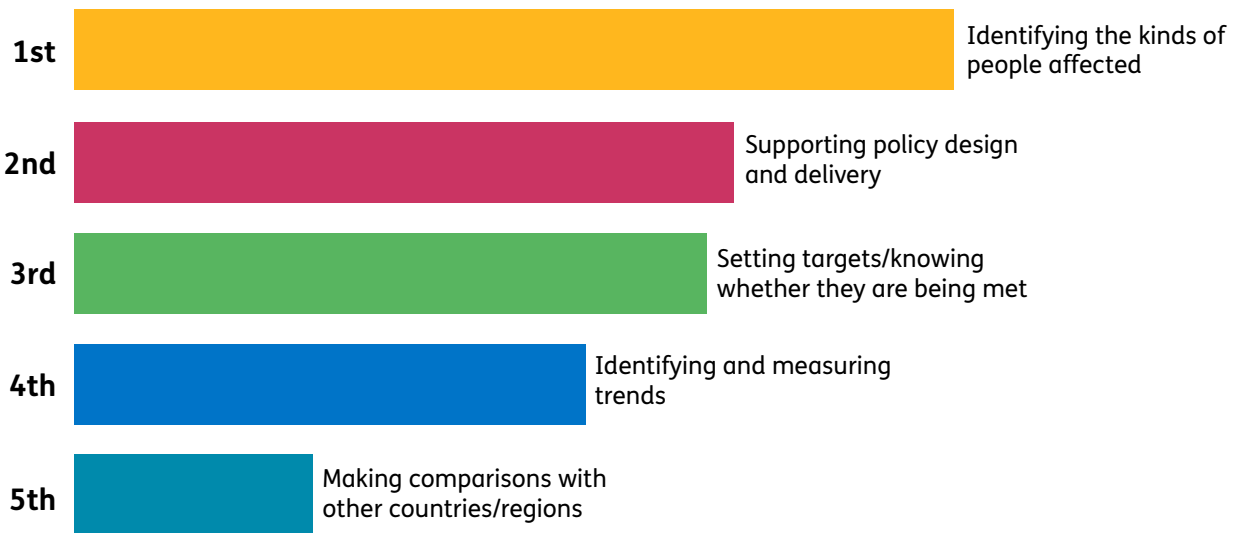 1st
Identifying the kinds of
people affected
2nd
Supporting policy design
and delivery
3rd
Setting targets/knowing
whether they are being met
4th
Identifying and measuring
trends
5th
Making comparisons with
other countries/regions